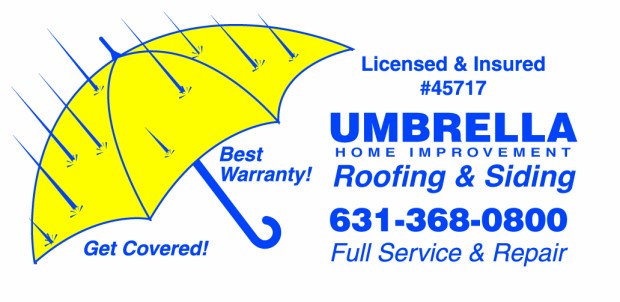 Licensed & Insured
#45717
UMBRELLA
HOME IMPROVEMENT
Roofing & Siding
631-368-0800
Full Service & Repair
Best
Warranty!
Get Covered!